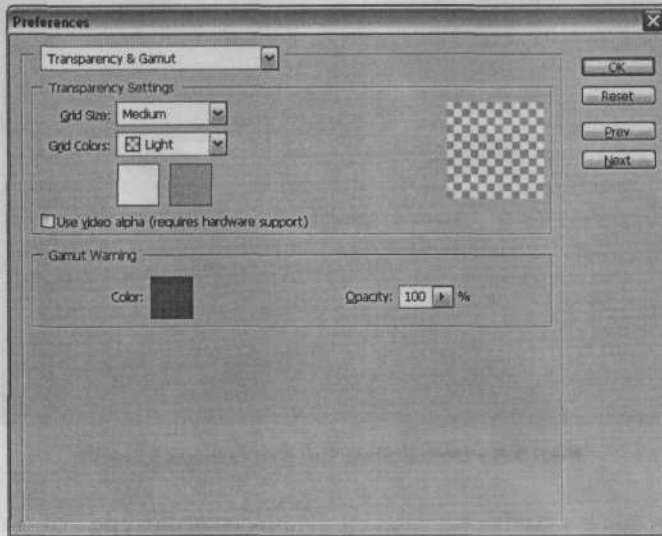 Preferences
Transparency & Gamut
OK
Reset
Prev
Next
Transparency Settings
Grid Size: Medium
Grid Colors: Light
Use video alpha (requires hardware support)
Gamut Warning
Color:
Opacity: 100 %